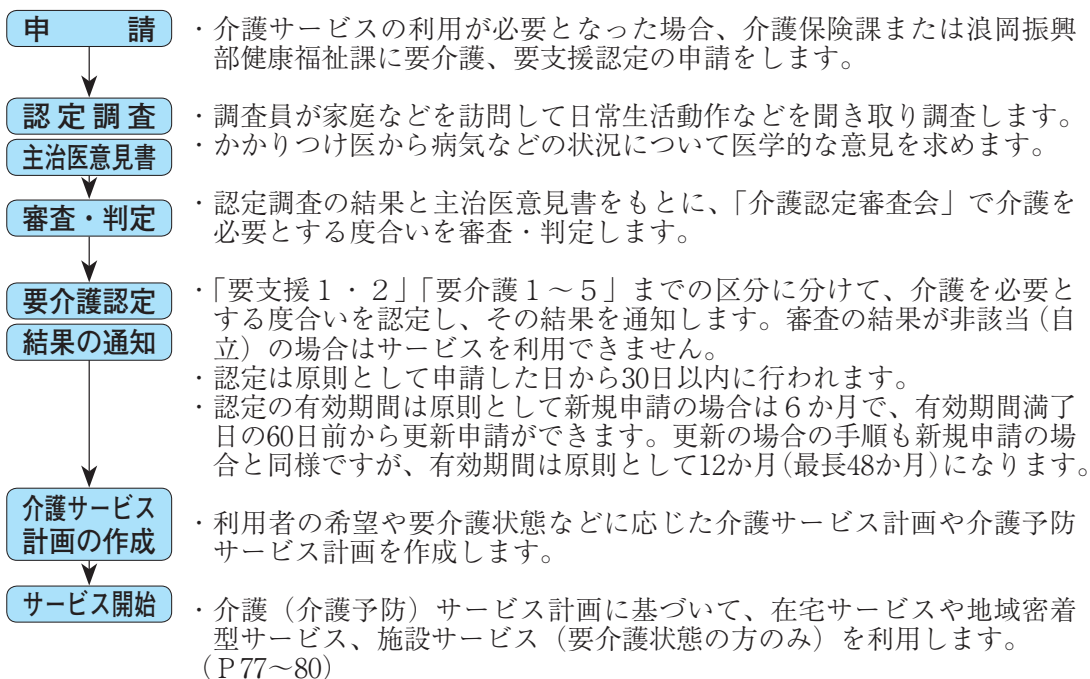 申請
・介護サービスの利用が必要となった場合、介護保険課または浪岡振興
部健康福祉課に要介護、要支援認定の申請をします。
認定調査
・調査員が家庭などを訪問して日常生活動作などを聞き取り調査します。
主治医意見書
・かかりつけ医から病気などの状況について医学的な意見を求めます。
審査・判定
・認定調査の結果と主治医意見書をもとに、「介護認定審査会」で介護を
必要とする度合いを審査・判定します。
要介護認定
結果の通知
・「要支援1・2」「要介護1～5」までの区分に分けて、介護を必要と
する度合いを認定し、その結果を通知します。審査の結果が非該当（自
立）の場合はサービスを利用できません。
・認定は原則として申請した日から30日以内に行われます。
・認定の有効期間は原則として新規申請の場合は6か月で、有効期間満了
日の60日前から更新申請ができます。更新の場合の手順も新規申請の場
合と同様ですが、有効期間は原則として12か月（最長48か月）になります。
介護サービス
計画の作成
・利用者の希望や要介護状態などに応じた介護サービス計画や介護予防
サービス計画を作成します。
サービス開始
・介護（介護予防）サービス計画に基づいて、在宅サービスや地域密着
型サービス、施設サービス（要介護状態の方のみ）を利用します。
（P77～80）